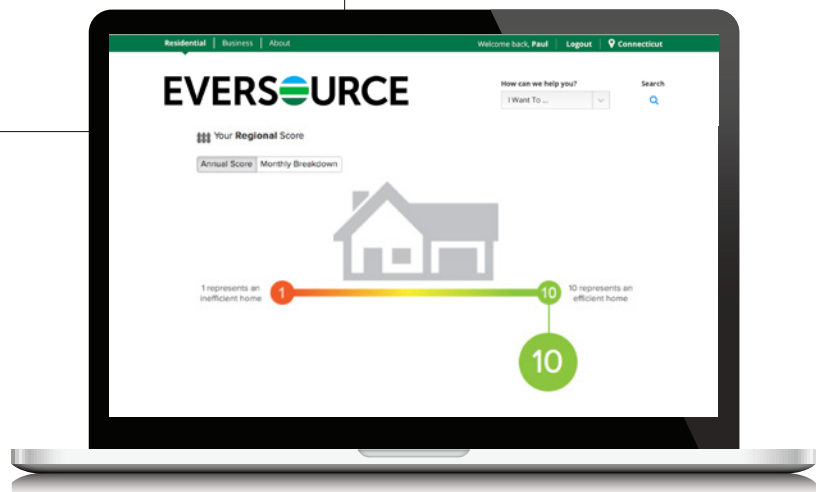 Residential | Business | About
Welcome back, Paul | Logout | Connecticut
EVERSOURCE
How can we help you?
I Want To ...
Search
Your Regional Score
Annual Score
Monthly Breakdown
1 represents an
inefficient home
1
10
10 represents an
efficient home
10